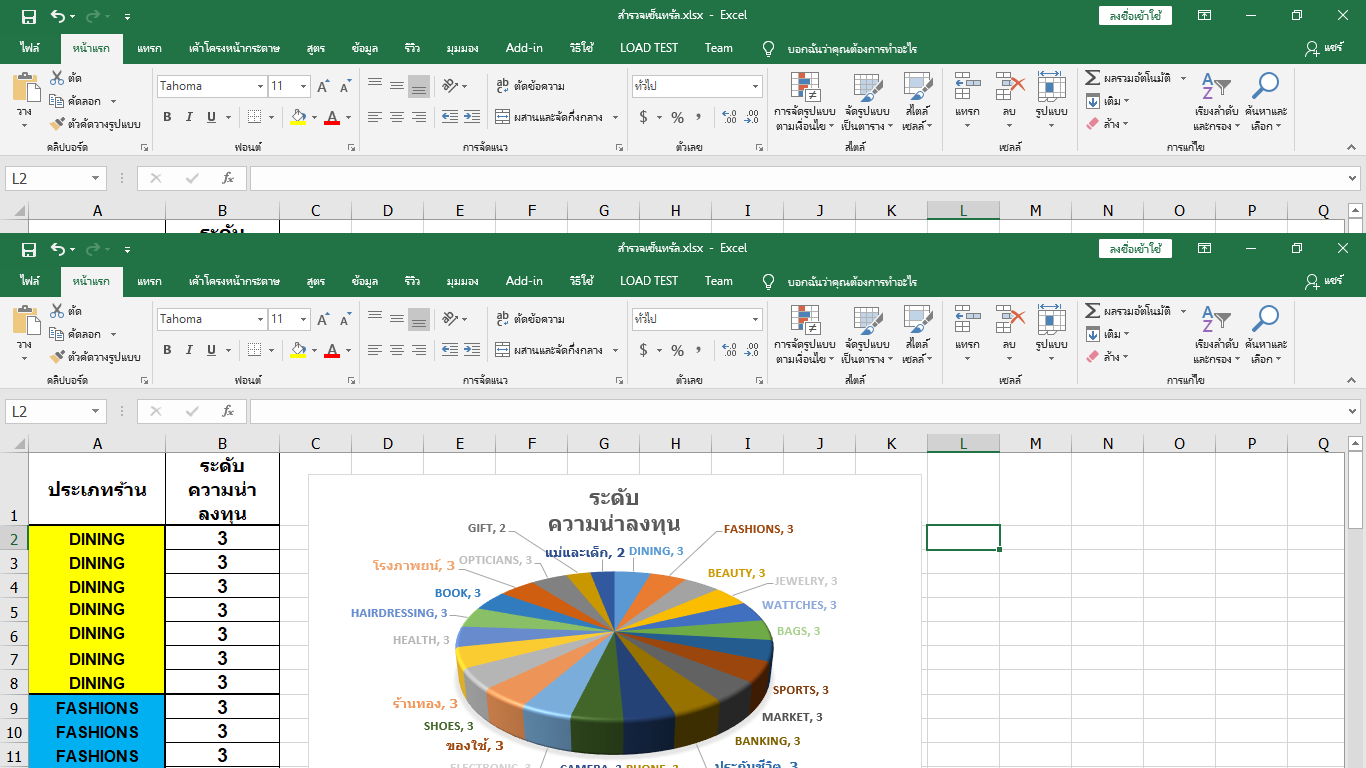 สำรวจเซ็นทรัล.xlsx - Excel
ลงชื่อเข้าใช้
ไฟล์ หน้าแรก แทรก เค้าโครงหน้ากระดาษ สูตร ข้อมูล รีวิว มุมมอง Add-in วิธีใช้ LOAD TEST Team บอกฉันว่าคุณต้องการทำอะไร แชร์
วาง
ตัด
คัดลอก
ตัวคัดวางรูปแบบ
คลิปบอร์ด
Tahoma 11
B I U
ฟอนต์
ตัดข้อความ
ผสานและจัดกึ่งกลาง
การจัดแนว
ทั่วไป
$ % ,
ตัวเลข
การจัดรูปแบบ
ตามเงื่อนไข
จัดรูปแบบ
เป็นตาราง
สไตล์
เซลล์
สไตล์
แทรก ลบ รูปแบบ
เซลล์
ผลรวมอัตโนมัติ
เติม
ล้าง
เรียงลำดับ
และกรอง
ค้นหาและ
เลือก
การแก้ไข
L2
fx
A B C D E F G H I J K L M N O P Q
ระดับ
สำรวจเซ็นทรัล.xlsx - Excel
ลงชื่อเข้าใช้
ไฟล์ หน้าแรก แทรก เค้าโครงหน้ากระดาษ สูตร ข้อมูล รีวิว มุมมอง Add-in วิธีใช้ LOAD TEST Team บอกฉันว่าคุณต้องการทำอะไร แชร์
วาง
ตัด
คัดลอก
ตัวคัดวางรูปแบบ
คลิปบอร์ด
Tahoma 11
B I U
ฟอนต์
ตัดข้อความ
ผสานและจัดกึ่งกลาง
การจัดแนว
ทั่วไป
$ % ,
ตัวเลข
การจัดรูปแบบ
ตามเงื่อนไข
จัดรูปแบบ
เป็นตาราง
สไตล์
เซลล์
สไตล์
แทรก ลบ รูปแบบ
เซลล์
ผลรวมอัตโนมัติ
เติม
ล้าง
เรียงลำดับ
และกรอง
ค้นหาและ
เลือก
การแก้ไข
L2
fx
A B C D E F G H I J K L M N O P Q
1 ประเภทร้าน
ระดับ
ความน่า
ลงทุน
2 DINING 3
3 DINING 3
4 DINING 3
5 DINING 3
6 DINING 3
7 DINING 3
8 DINING 3
9 FASHIONS 3
10 FASHIONS 3
11 FASHIONS 3
ระดับ
ความน่าลงทุน
GIFT, 2
FASHIONS, 3
แม่และเด็ก, 2
DINING, 3
OPTICIANS, 3
โรงภาพยน์, 3
BEAUTY, 3
JEWELRY, 3
BOOK, 3
WATTCHES, 3
HAIRDRESSING, 3
BAGS, 3
HEALTH, 3
SPORTS, 3
ร้านทอง, 3
MARKET, 3
SHOES, 3
BANKING, 3
ของใช้, 3
ประกันชีวิต, 3
ELECTRONIC, 3
CAMERA, 3
PHONE, 3